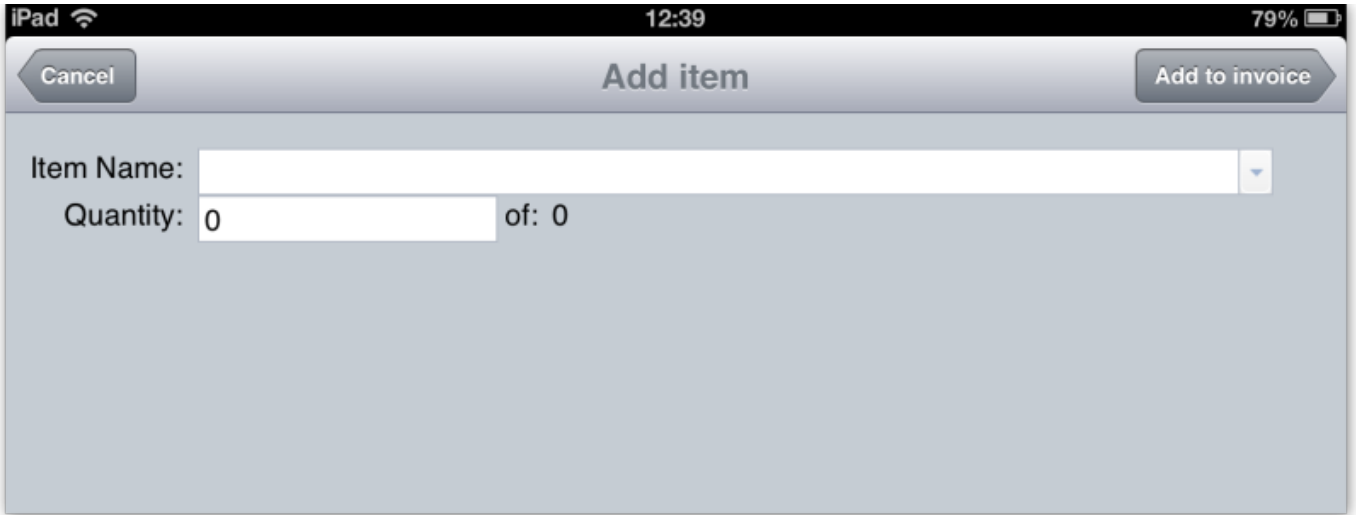 iPad 12:39 79%
Cancel Add item Add to invoice
Item Name:
Quantity: 0 of: 0